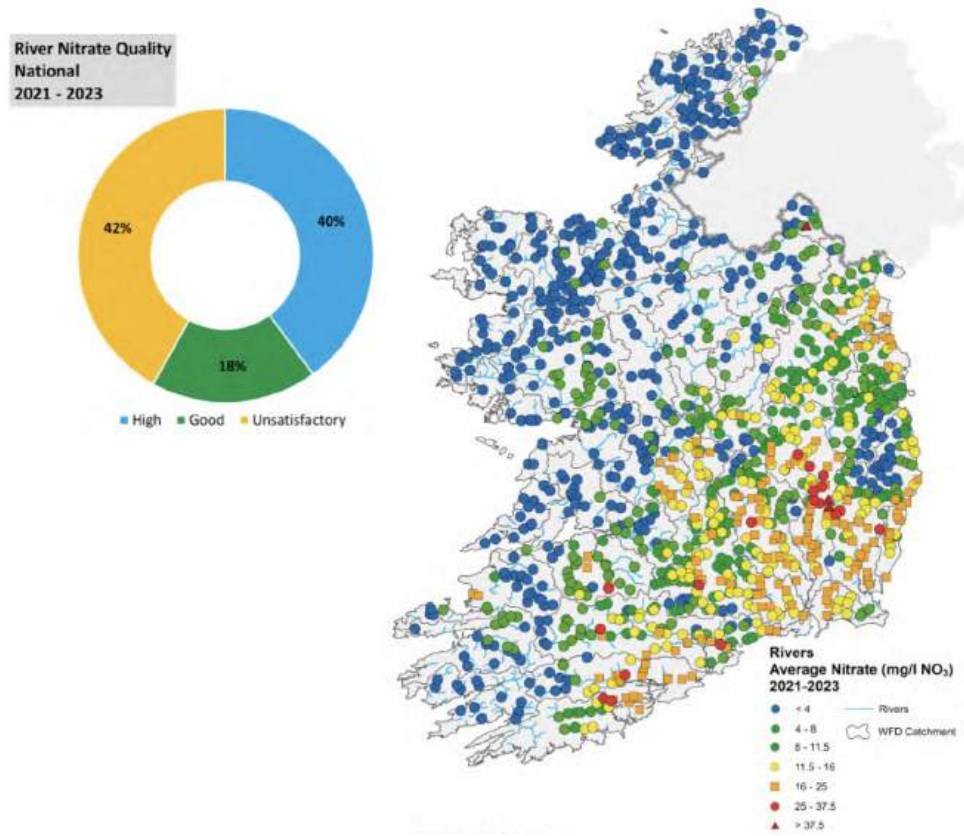 River Nitrate Quality
National
2021 - 2023
42%
40%
18%
High Good Unsatisfactory
Rivers
Average Nitrate (mg/l NO₃)
2021-2023
< 4
4 - 8
8 - 11.5
11.5 - 16
16 - 25
25 - 37.5
> 37.5
Rivers
WFD Catchment